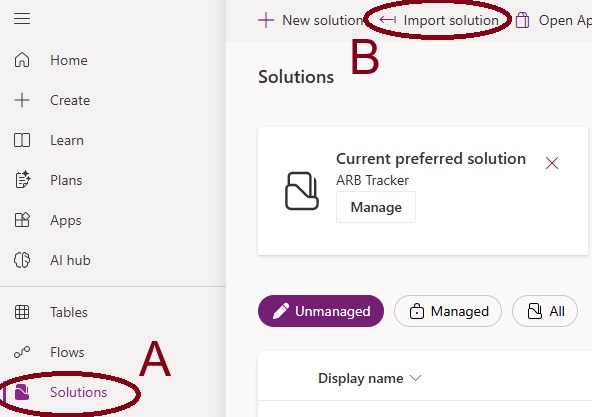 New solution
Import solution
Open Ap
B
Home
Solutions
Create
Learn
Current preferred solution
Plans
ARB Tracker
Manage
Apps
AI hub
Tables
Unmanaged
Managed
All
Flows
A
Display name
Solutions